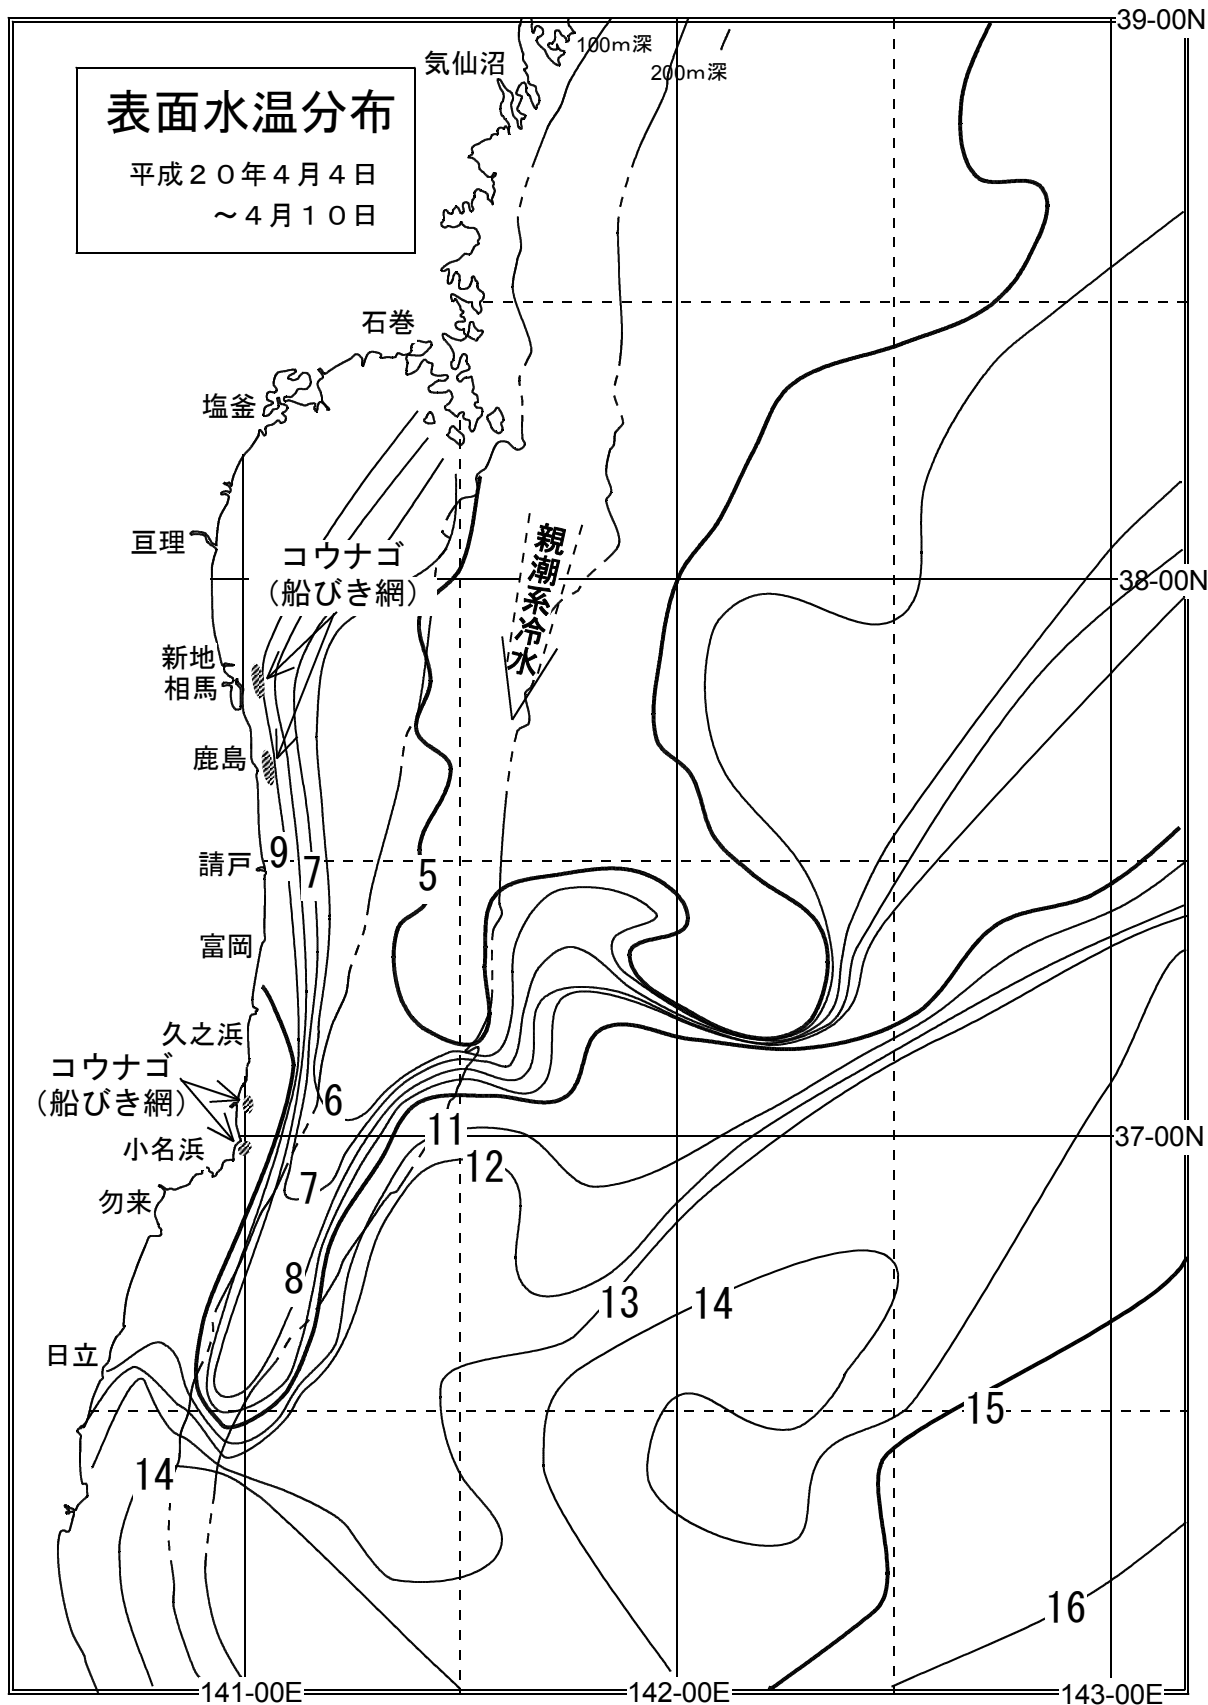 39-00N
100m深
200m深
気仙沼
表面水温分布
平成20年4月4日
~4月10日
石巻
塩釜
亘理
コウナゴ
(船びき網)
親潮系冷水
38-00N
新地
相馬
鹿島
9
7
5
請戸
富岡
久之浜
コウナゴ
(船びき網)
6
11
37-00N
小名浜
12
勿来
7
8
13
14
日立
15
14
16
141-00E
142-00E
143-00E